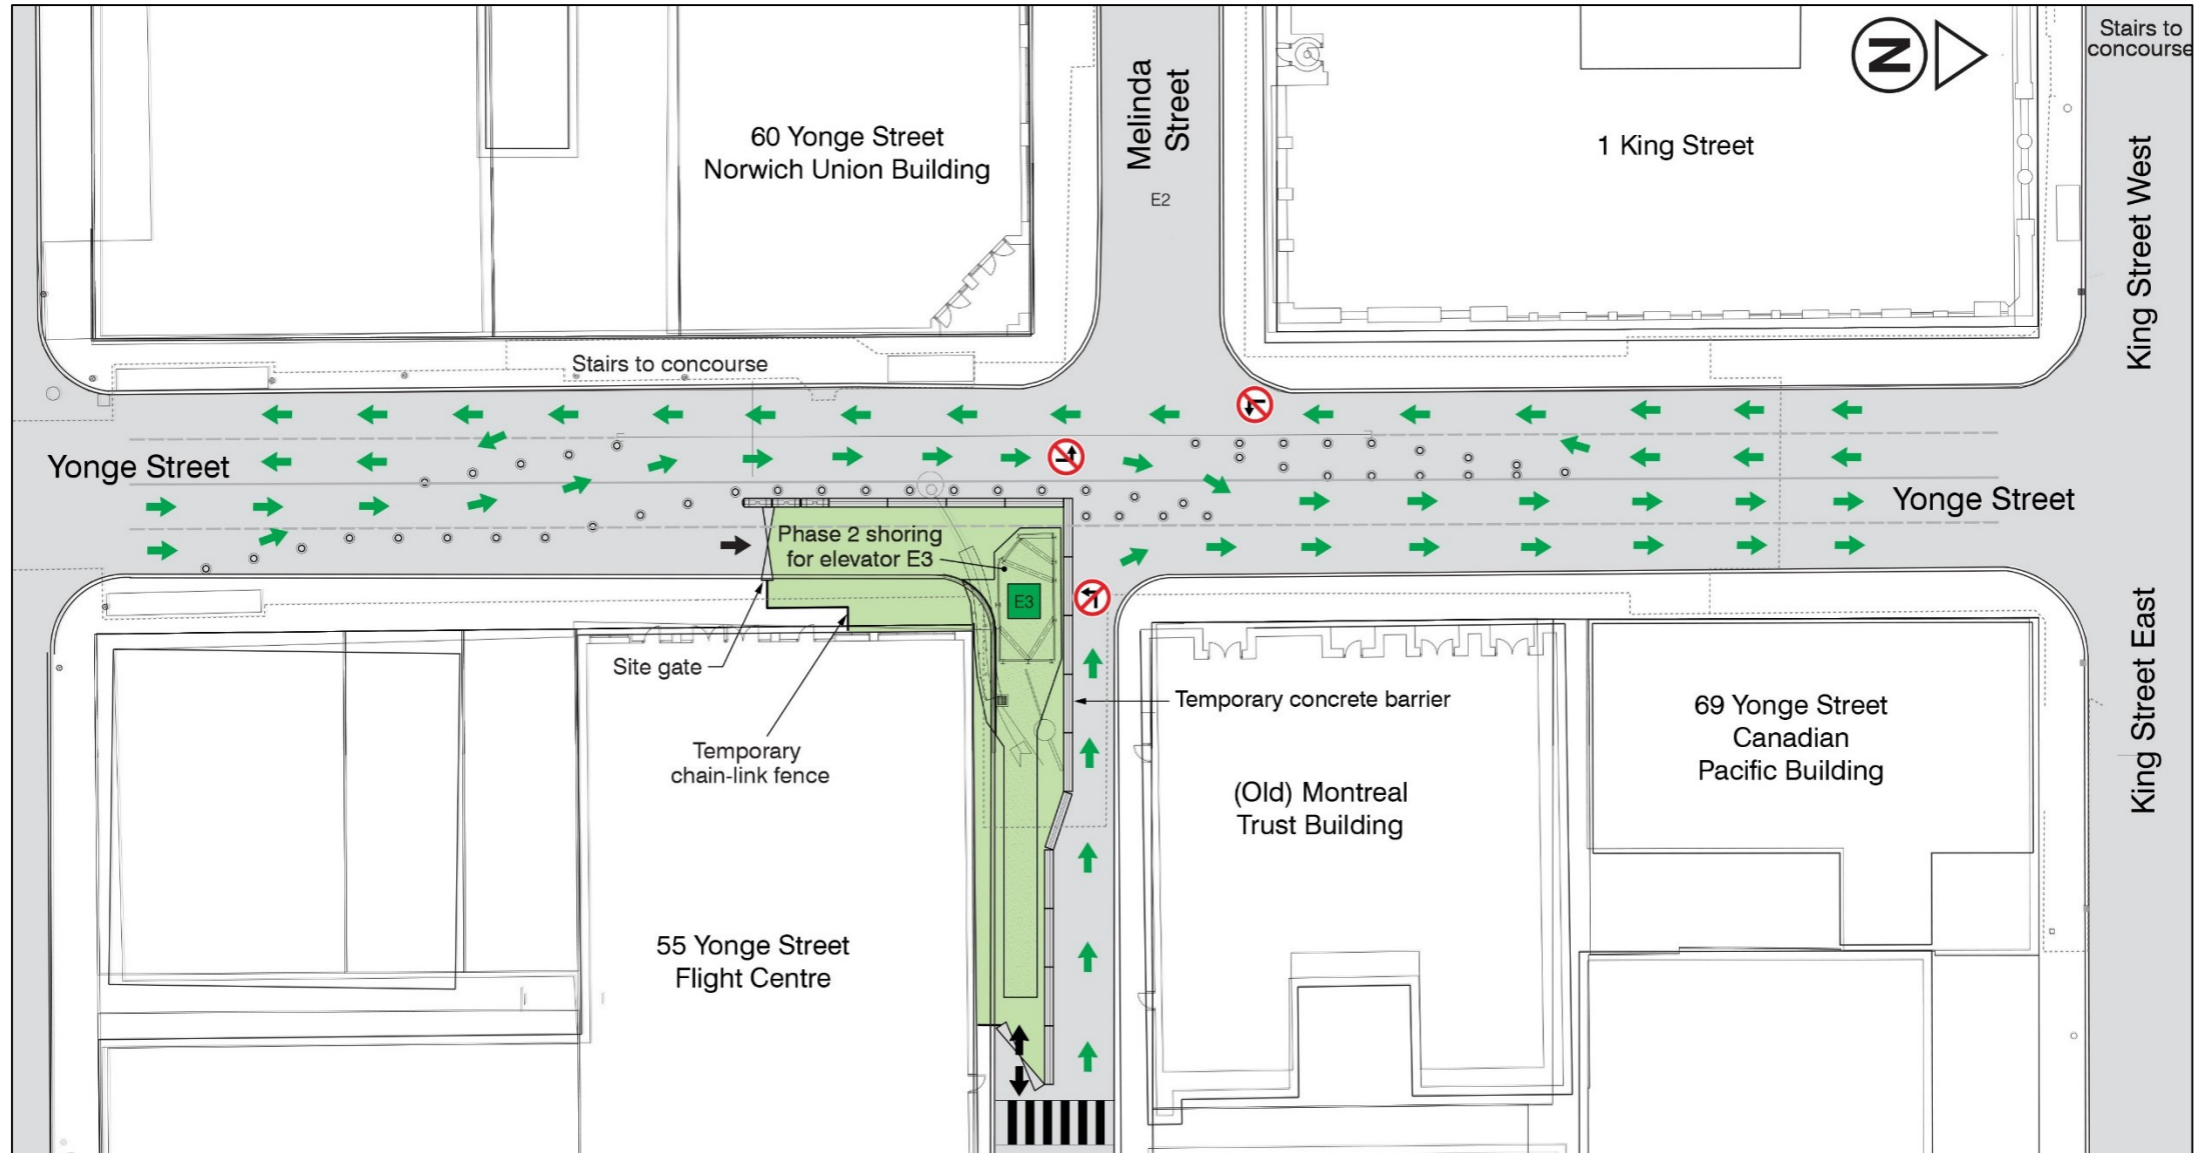 Stairs to
concourse
N
Melinda
Street
60 Yonge Street
Norwich Union Building
1 King Street
E2
King Street West
Stairs to concourse
Yonge Street
Yonge Street
Phase 2 shoring
for elevator E3
E3
Site gate
Temporary
chain-link fence
Temporary concrete barrier
King Street East
69 Yonge Street
Canadian
Pacific Building
(Old) Montreal
Trust Building
55 Yonge Street
Flight Centre